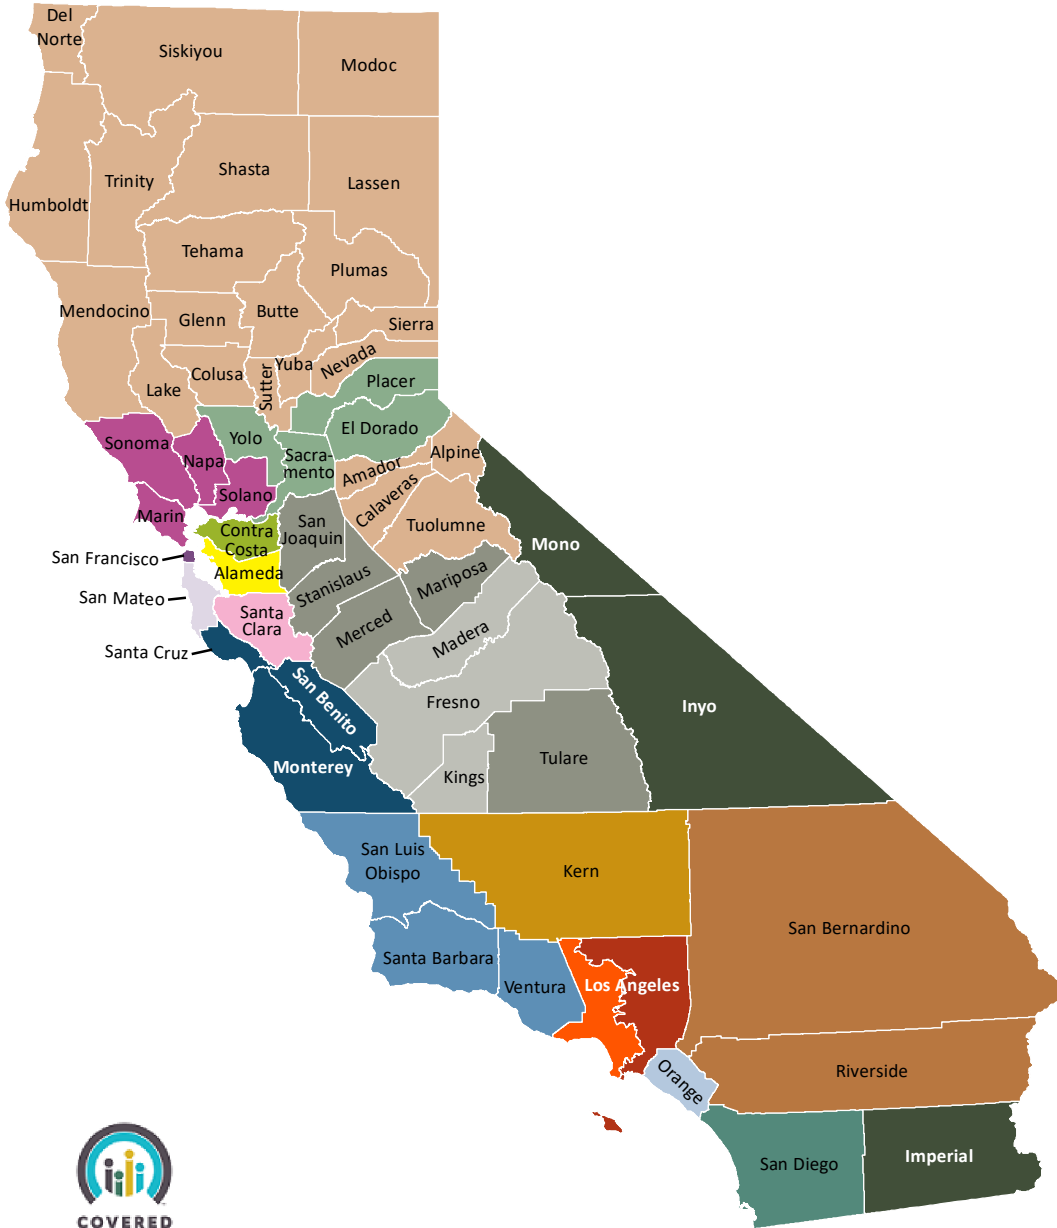 Del
Norte
Siskiyou
Modoc
Shasta
Trinity
Lassen
Humboldt
Tehama
Plumas
Mendocino
Butte
Glenn
Sierra
Nevada
Yuba
Colusa
Sutter
Placer
Lake
El Dorado
Yolo
Sonoma
Alpine
Napa
Sacra-
mento
Amador
Solano
Calaveras
Marin
Tuolumne
San
Joaquin
Contra
Costa
Mono
San Francisco
Alameda
Mariposa
Stanislaus
San Mateo
Santa
Clara
Merced
Madera
Santa Cruz
San Benito
Fresno
Inyo
Monterey
Tulare
Kings
San Luis
Obispo
Kern
San Bernardino
Santa Barbara
Ventura
Los Angeles
Riverside
Orange
San Diego
Imperial
COVERED